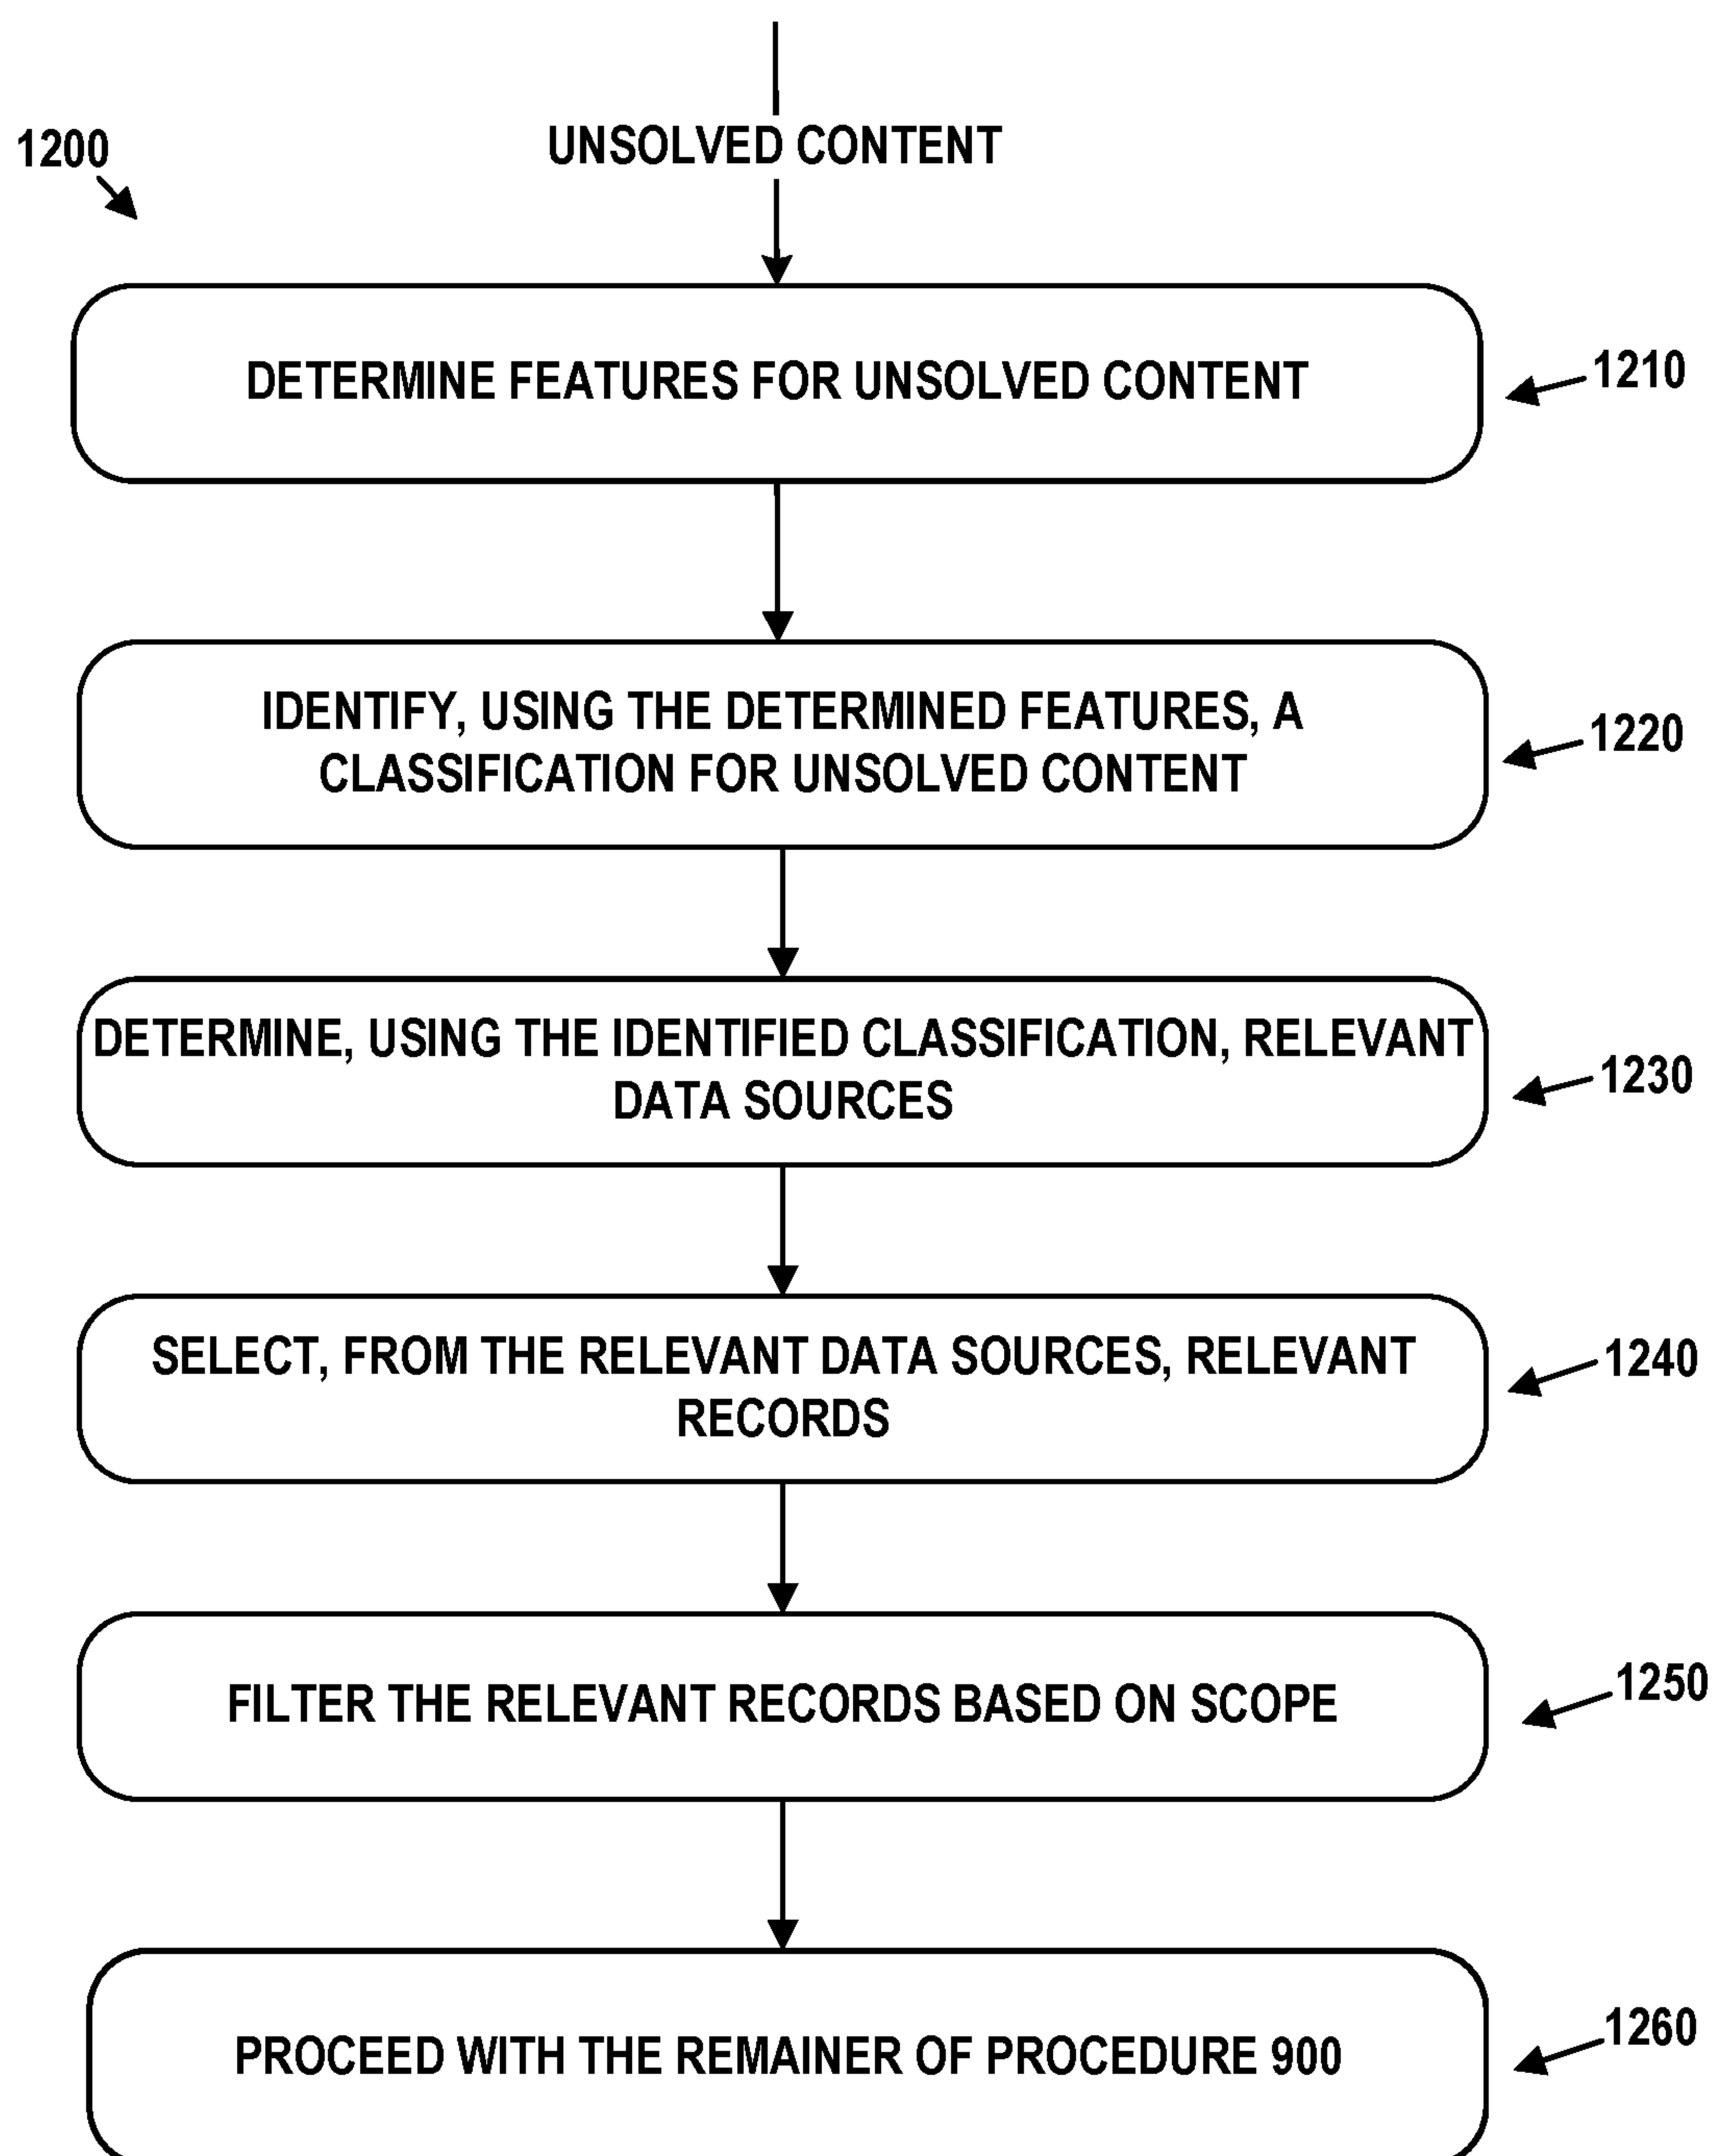 1200
UNSOLVED CONTENT
DETERMINE FEATURES FOR UNSOLVED CONTENT
1210
IDENTIFY, USING THE DETERMINED FEATURES, A
CLASSIFICATION FOR UNSOLVED CONTENT
1220
DETERMINE, USING THE IDENTIFIED CLASSIFICATION, RELEVANT
DATA SOURCES
1230
SELECT, FROM THE RELEVANT DATA SOURCES, RELEVANT
RECORDS
1240
FILTER THE RELEVANT RECORDS BASED ON SCOPE
1250
PROCEED WITH THE REMAINER OF PROCEDURE 900
1260